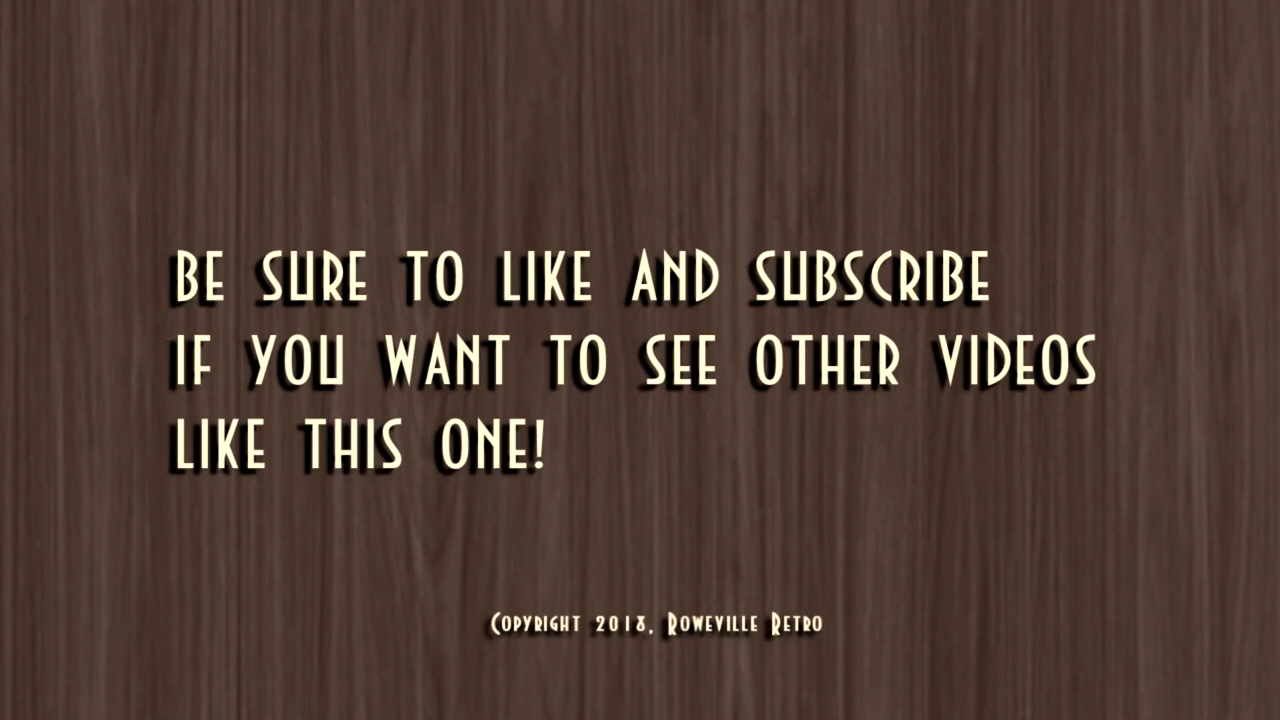 BE SURE TO LIKE AND SUBSCRIBE
IF YOU WANT TO SEE OTHER VIDEOS
LIKE THIS ONE!
COPYRIGHT 2018, ROWEVILLE RETRO